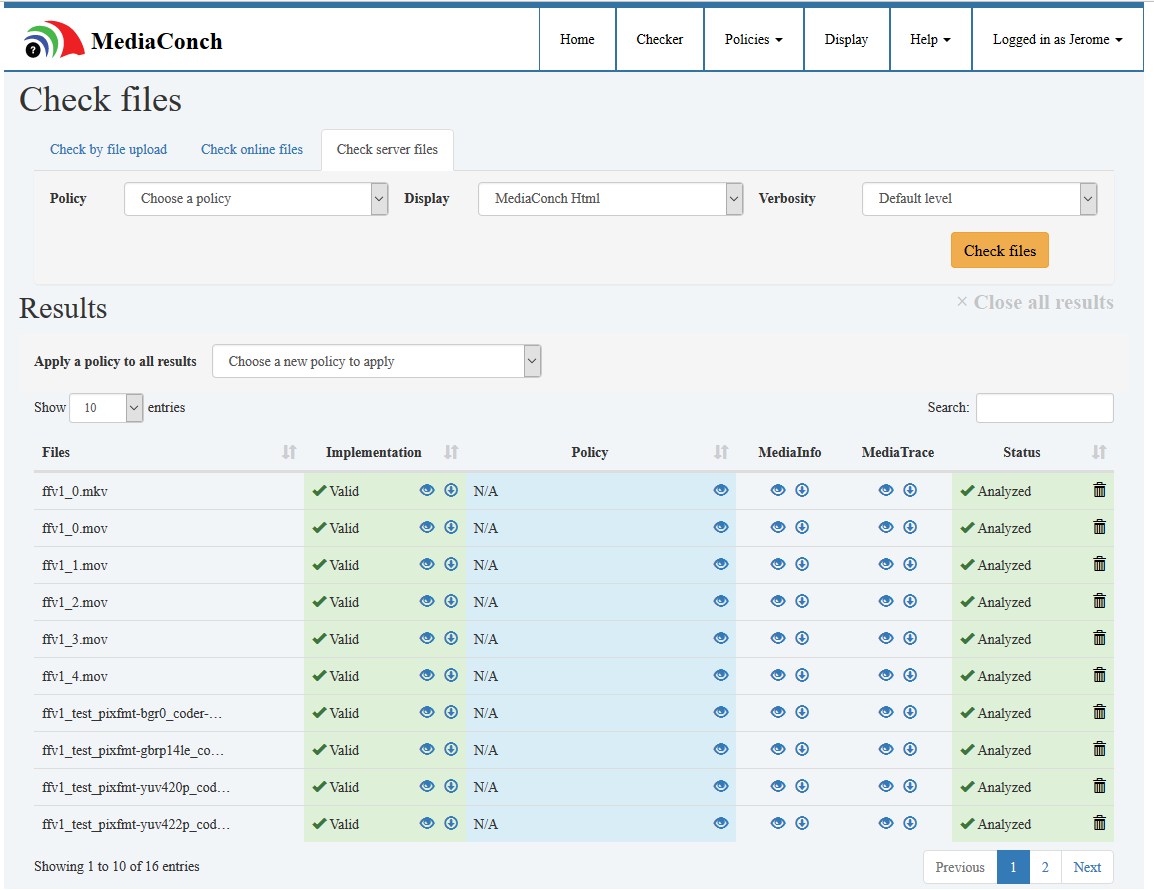 MediaConch Home Checker Policies Display Help Logged in as Jerome
Check files
Check by file upload Check online files Check server files
Policy Choose a policy Display MediaConch Html Verbosity Default level
Check files
Results × Close all results
Apply a policy to all results Choose a new policy to apply
Show 10 entries Search:
Files Implementation Policy MediaInfo MediaTrace Status
ffv1_0.mkv Valid N/A Analyzed
ffv1_0.mov Valid N/A Analyzed
ffv1_1.mov Valid N/A Analyzed
ffv1_2.mov Valid N/A Analyzed
ffv1_3.mov Valid N/A Analyzed
ffv1_4.mov Valid N/A Analyzed
ffv1_test_pixfmt-bgr0_coder-… Valid N/A Analyzed
ffv1_test_pixfmt-gbrp14le_co… Valid N/A Analyzed
ffv1_test_pixfmt-yuv420p_cod… Valid N/A Analyzed
ffv1_test_pixfmt-yuv422p_cod… Valid N/A Analyzed
Showing 1 to 10 of 16 entries Previous 1 2 Next